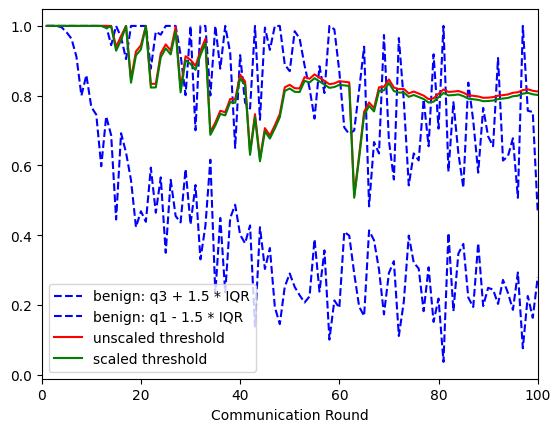 1.0
0.8
0.6
0.4
0.2
0.0
benign: q3 + 1.5 * IQR
benign: q1 - 1.5 * IQR
unscaled threshold
scaled threshold
0 20 40 60 80 100
Communication Round